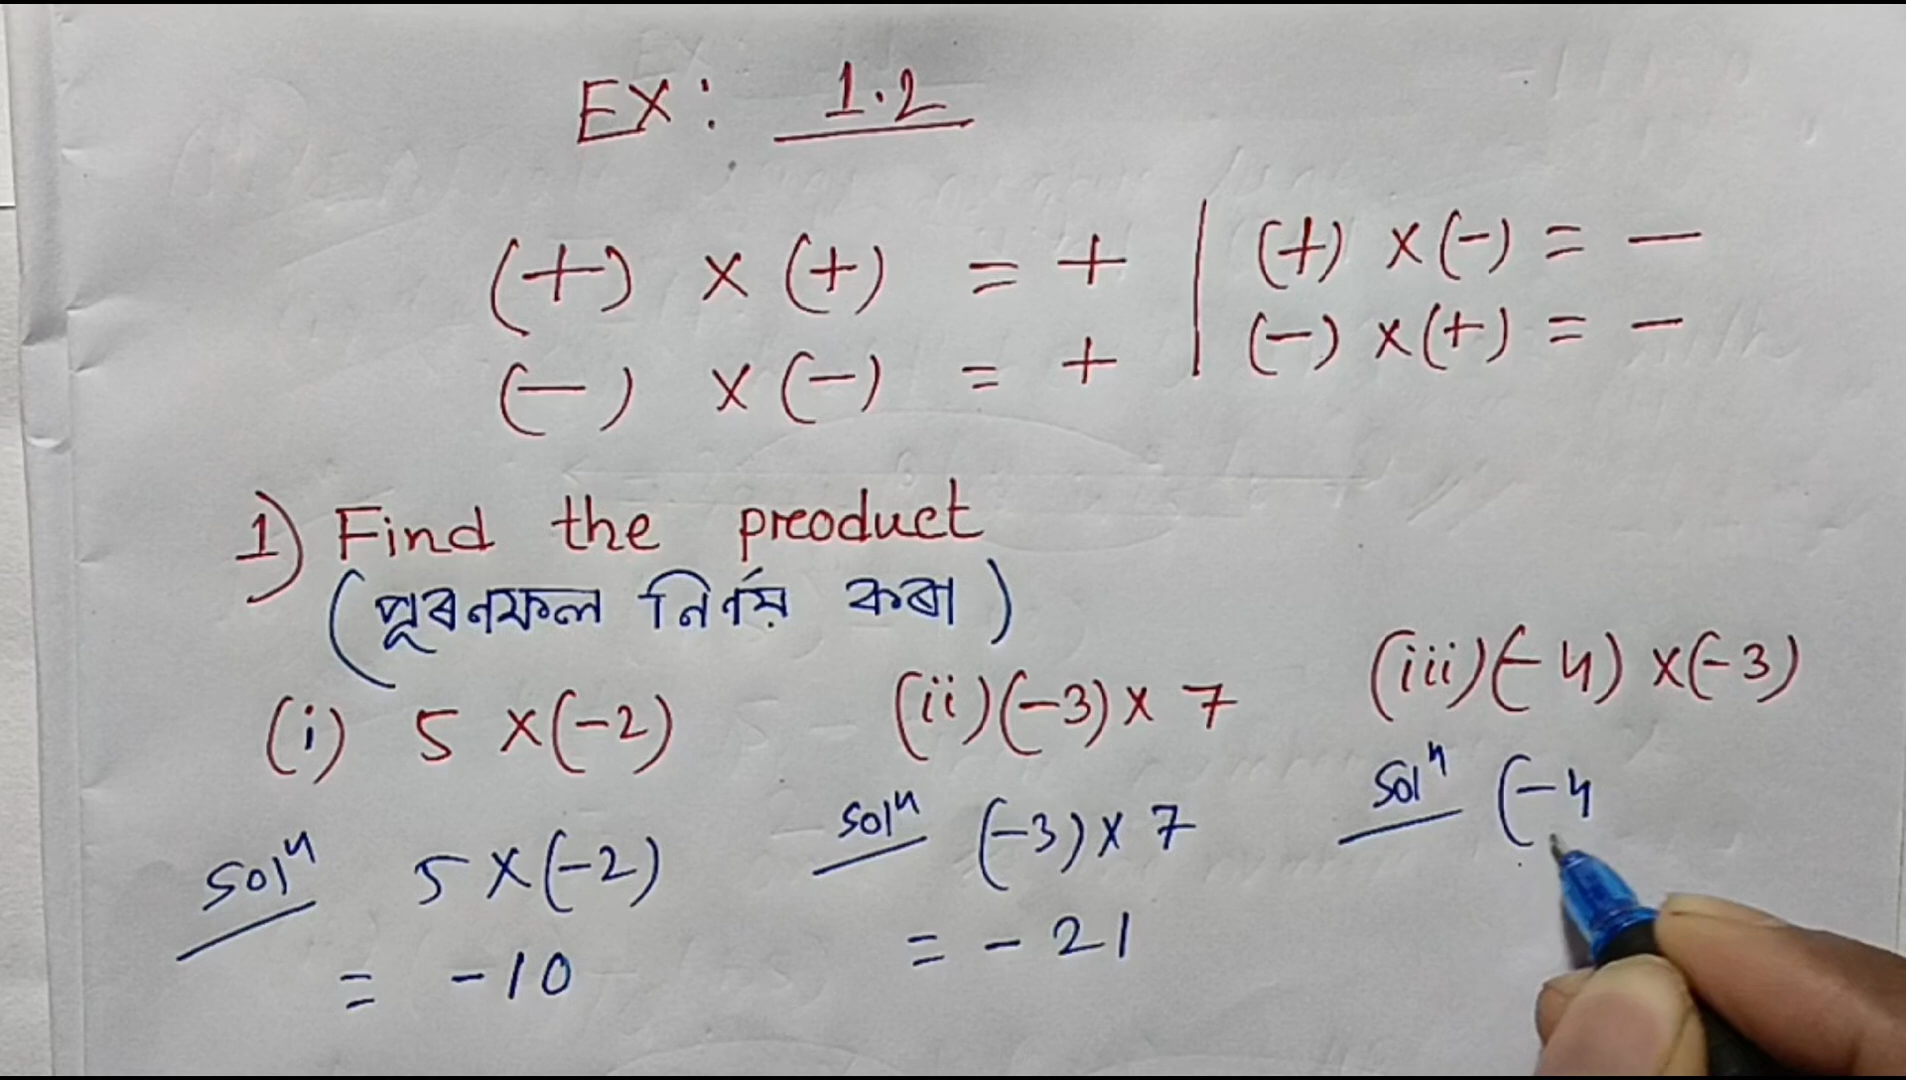 EX: 1.2
(+) × (+) = + | (+) × (-) = -
(-) × (-) = + | (-) × (+) = -
1) Find the preoduct
(পূৰনফল নিৰ্ণয় কৰা)
(i) 5 × (-2) (ii) (-3) × 7 (iii) (-4) × (-3)
Solⁿ 5 × (-2) Solⁿ (-3) × 7 Solⁿ (-4
= -10 = -21